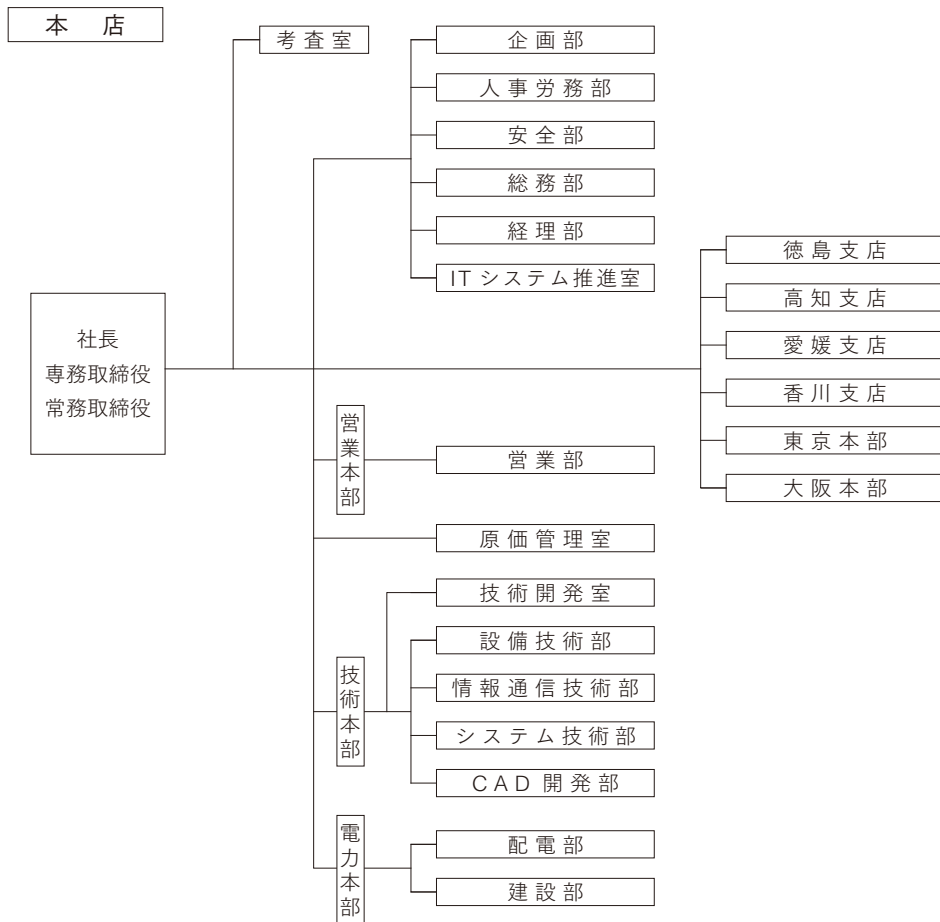 本店
考査室
企画部
人事労務部
安全部
総務部
経理部
ITシステム推進室
社長
専務取締役
常務取締役
徳島支店
高知支店
愛媛支店
香川支店
東京本部
大阪本部
営業本部
営業部
原価管理室
技術本部
技術開発室
設備技術部
情報通信技術部
システム技術部
CAD開発部
電力本部
配電部
建設部